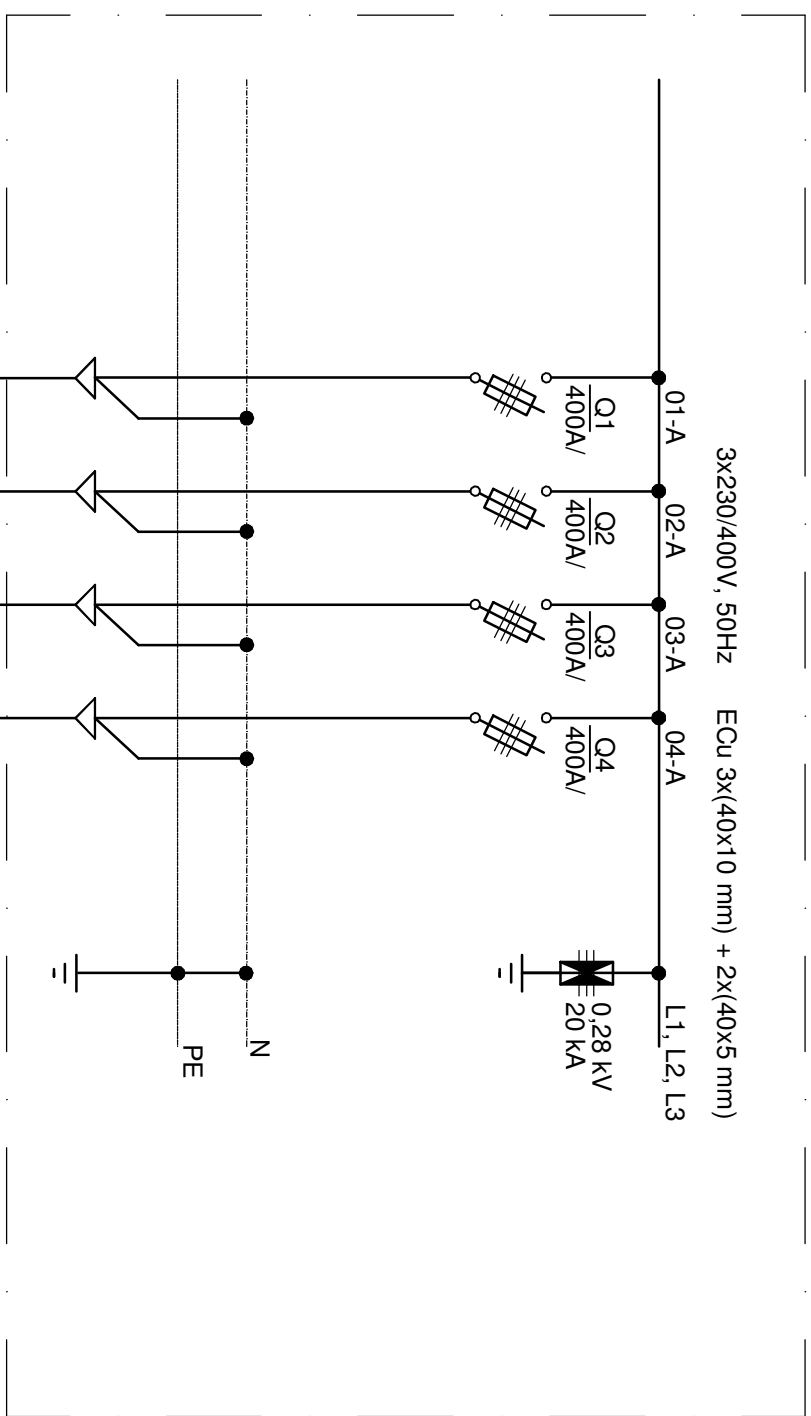 3x230/400V, 50Hz ECu 3x(40x10 mm) + 2x(40x5 mm)
01-A 02-A 03-A 04-A L1, L2, L3
Q1 Q2 Q3 Q4 0,28 kV
400A/ 400A/ 400A/ 400A/ 20 kA
N
PE